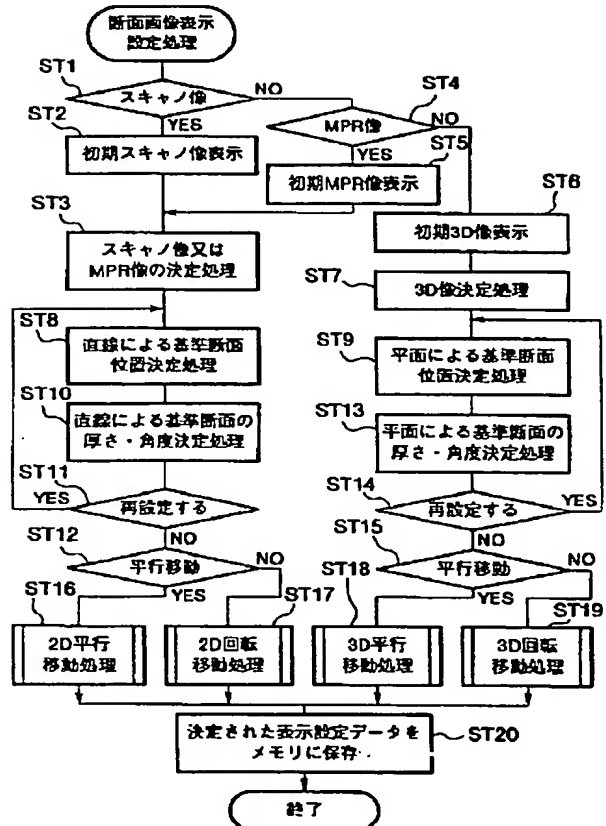 断面画像表示
設定処理
ST1
スキャノ像
NO
YES
ST2
初期スキャノ像表示
ST4
MPR像
NO
YES
ST5
初期MPR像表示
ST3
スキャノ像又は
MPR像の決定処理
ST6
初期3D像表示
ST7
3D像決定処理
ST8
直線による基準断面
位置決定処理
ST9
平面による基準断面
位置決定処理
ST10
直線による基準断面の
厚さ・角度決定処理
ST13
平面による基準断面の
厚さ・角度決定処理
ST11
再設定する
YES
NO
ST14
再設定する
YES
NO
ST12
平行移動
NO
YES
ST15
平行移動
NO
YES
ST16
2D平行
移動処理
ST17
2D回転
移動処理
ST18
3D平行
移動処理
ST19
3D回転
移動処理
決定された表示設定データを
メモリに保存
ST20
終了